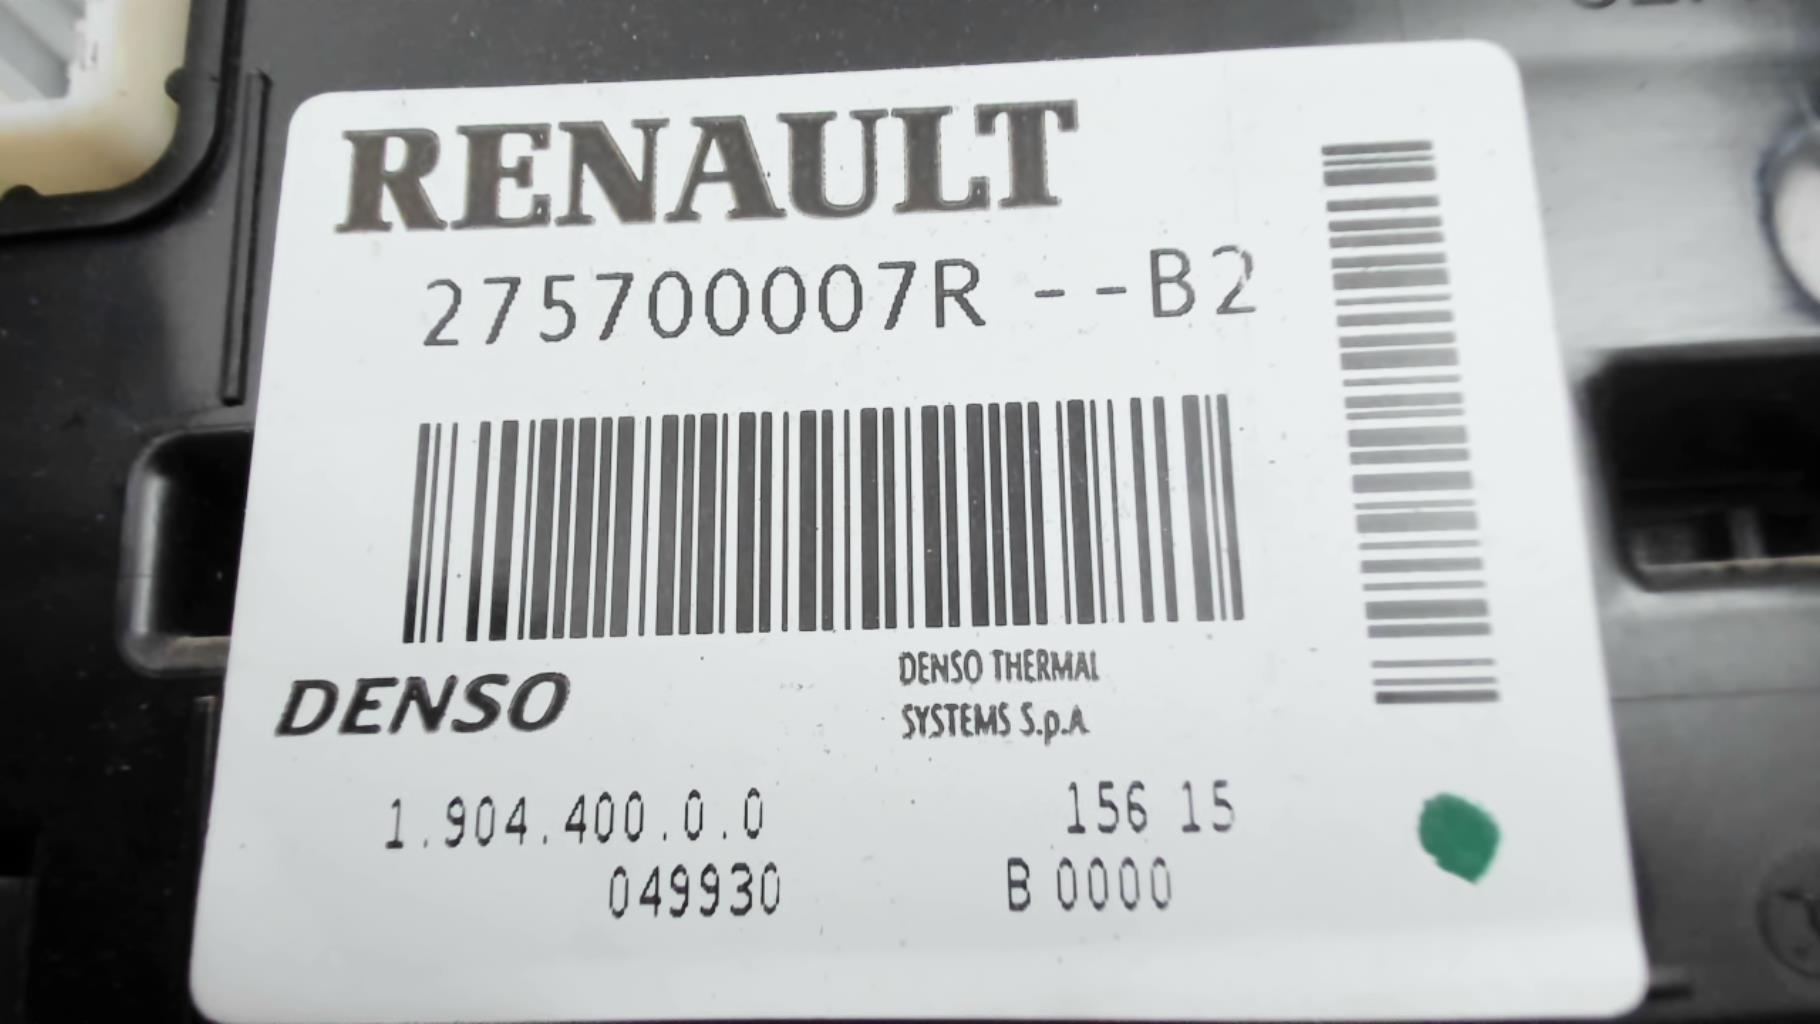 RENAULT
275700007R --B2
DENSO
DENSO THERMAL
SYSTEMS S.p.A.
1.904.400.0.0
156 15
049930
B 0000